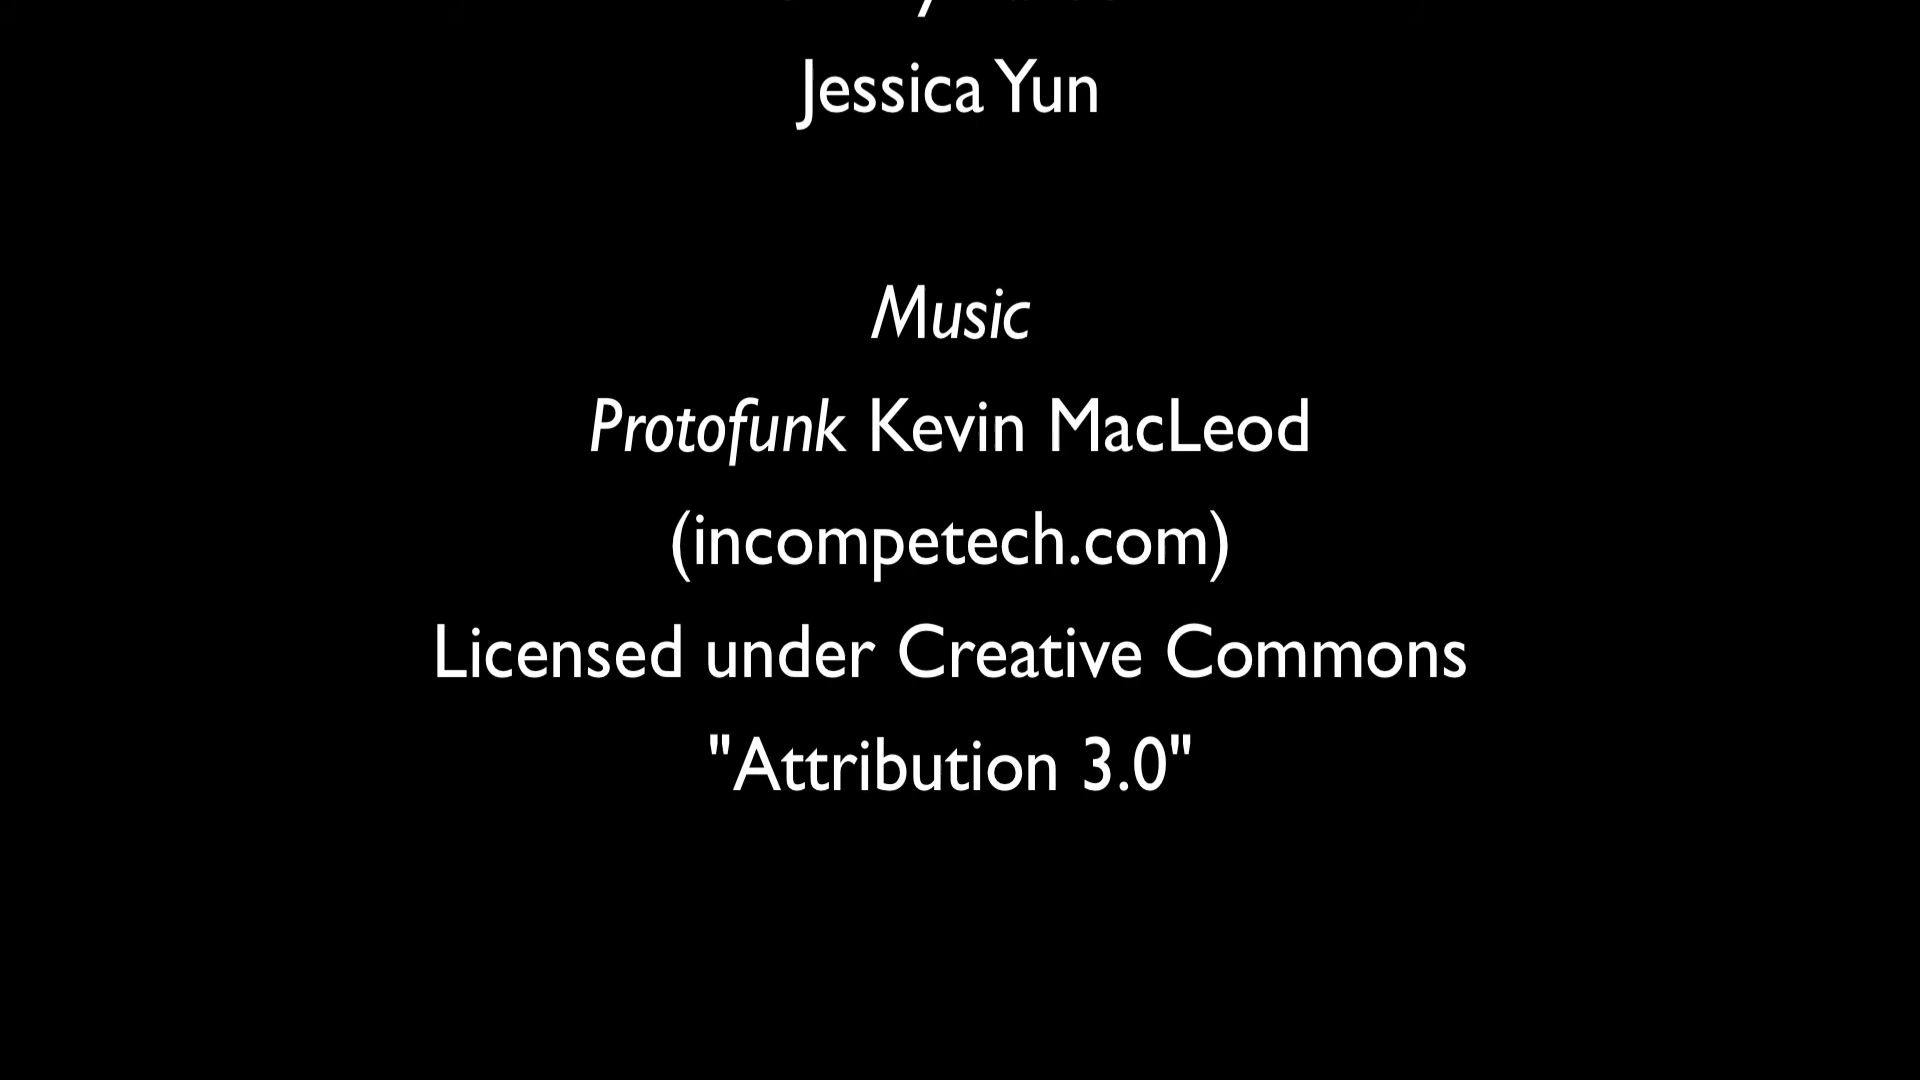 Jessica Yun
Music
Protofunk Kevin MacLeod
(incompetech.com)
Licensed under Creative Commons
"Attribution 3.0"